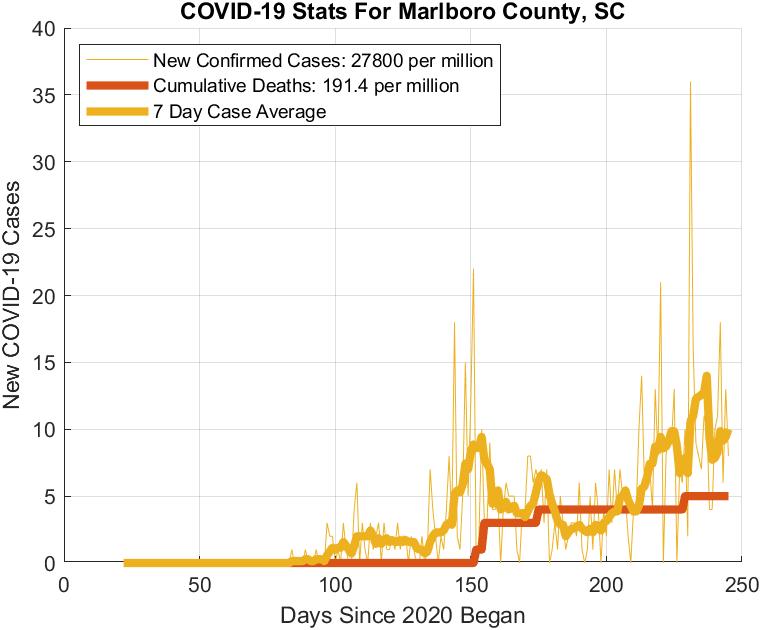 COVID-19 Stats For Marlboro County, SC
40
35
30
25
20
15
10
5
0
New COVID-19 Cases
New Confirmed Cases: 27800 per million
Cumulative Deaths: 191.4 per million
7 Day Case Average
0 50 100 150 200 250
Days Since 2020 Began